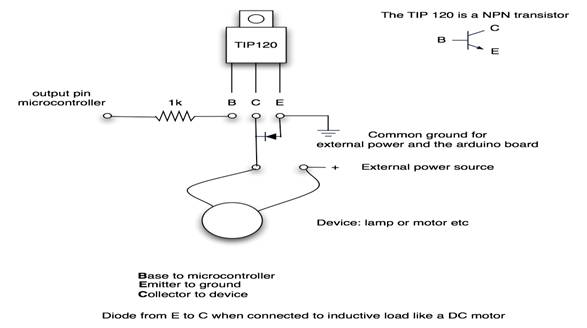 The TIP 120 is a NPN transistor
C
B
E
TIP120
output pin
microcontroller
1k
B C E
Common ground for
external power and the arduino board
+ External power source
Device: lamp or motor etc
Base to microcontroller
Emitter to ground
Collector to device
Diode from E to C when connected to inductive load like a DC motor